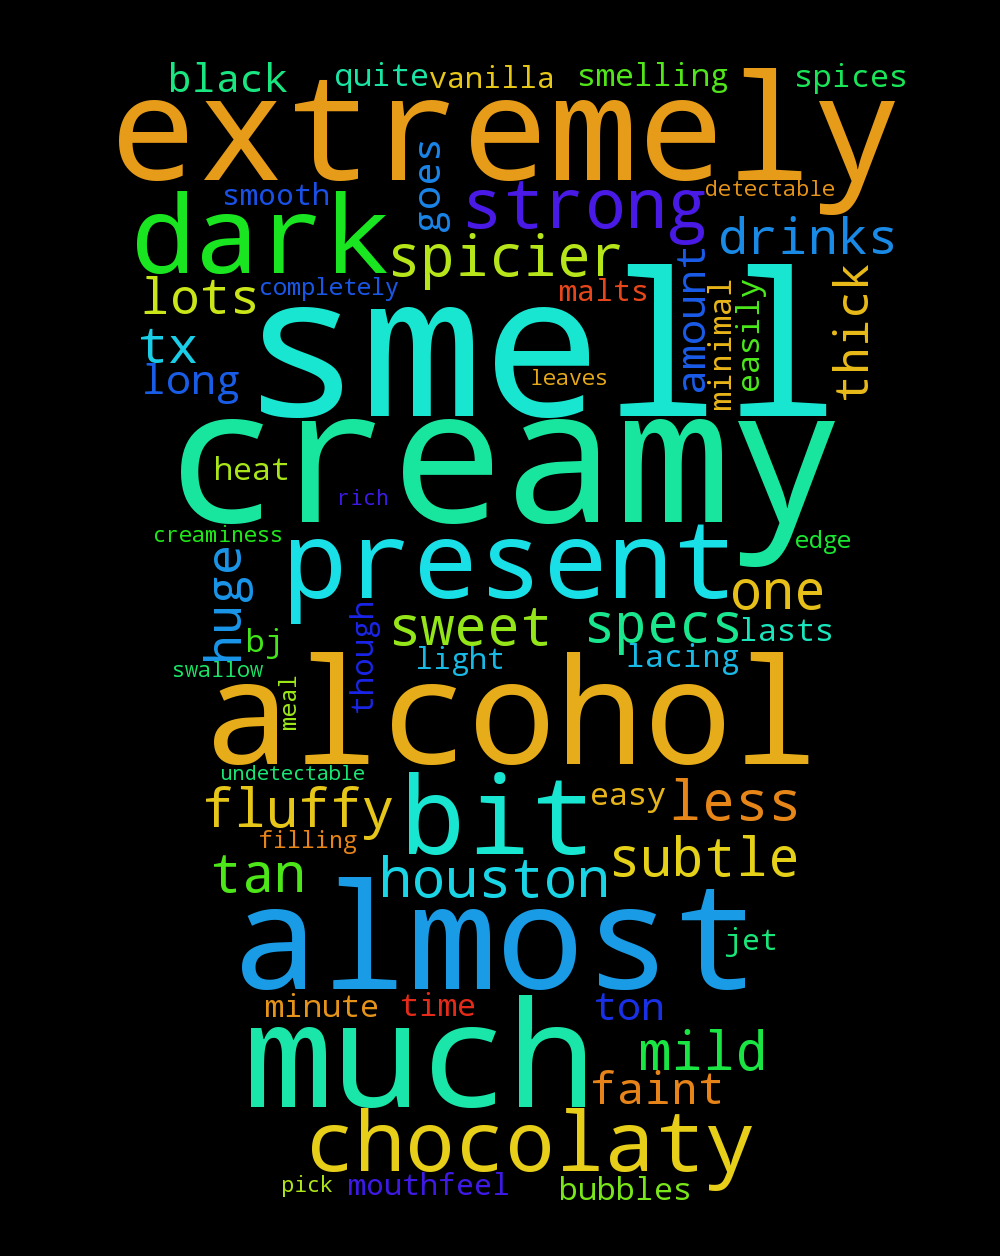 black
quite
vanilla
smelling
spices
extremely
goes
smooth
strong
detectable
dark
drinks
spicier
lots
completely
malts
amount
minimal
easily
thick
smell
tx
long
leaves
creamy
heat
rich
creaminess
edge
huge
present
one
bj
though
sweet
specs
lasts
swallow
meal
light
lacing
alcohol
undetectable
fluffy
bit
easy
less
filling
tan
houston
subtle
almost
jet
minute
time
ton
much
mild
faint
chocolaty
pick
mouthfeel
bubbles